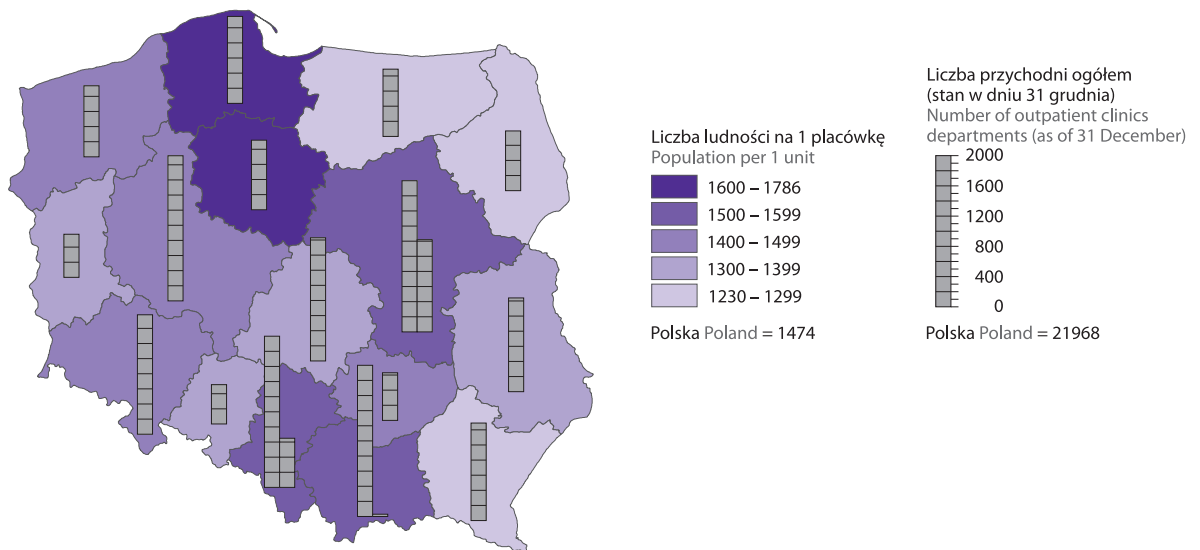 Liczba ludności na 1 placówkę
Population per 1 unit
1600 – 1786
1500 – 1599
1400 – 1499
1300 – 1399
1230 – 1299
Polska Poland = 1474
Liczba przychodni ogółem
(stan w dniu 31 grudnia)
Number of outpatient clinics
departments (as of 31 December)
2000
1600
1200
800
400
0
Polska Poland = 21968